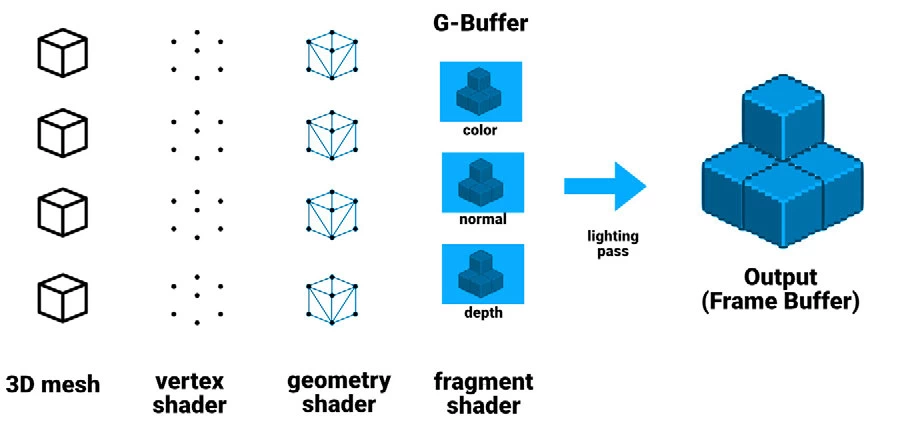 G-Buffer
color
normal
depth
lighting
pass
Output
(Frame Buffer)
3D mesh
vertex
shader
geometry
shader
fragment
shader